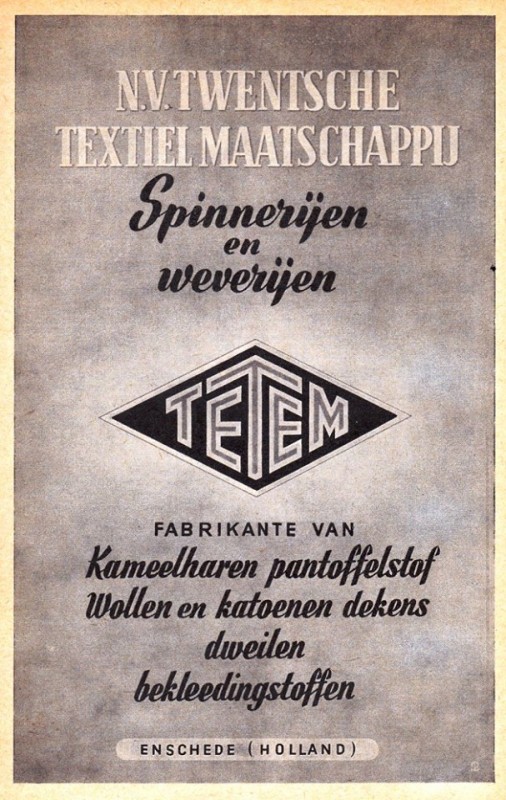 N.V. TWENTSCHE
TEXTIEL MAATSCHAPPIJ
Spinnerijen
en
weverijen
TETEM
FABRIKANTE VAN
Kameelharen pantoffelstof
Wollen en katoenen dekens
dweilen
bekleedingstoffen
ENSCHEDE (HOLLAND)